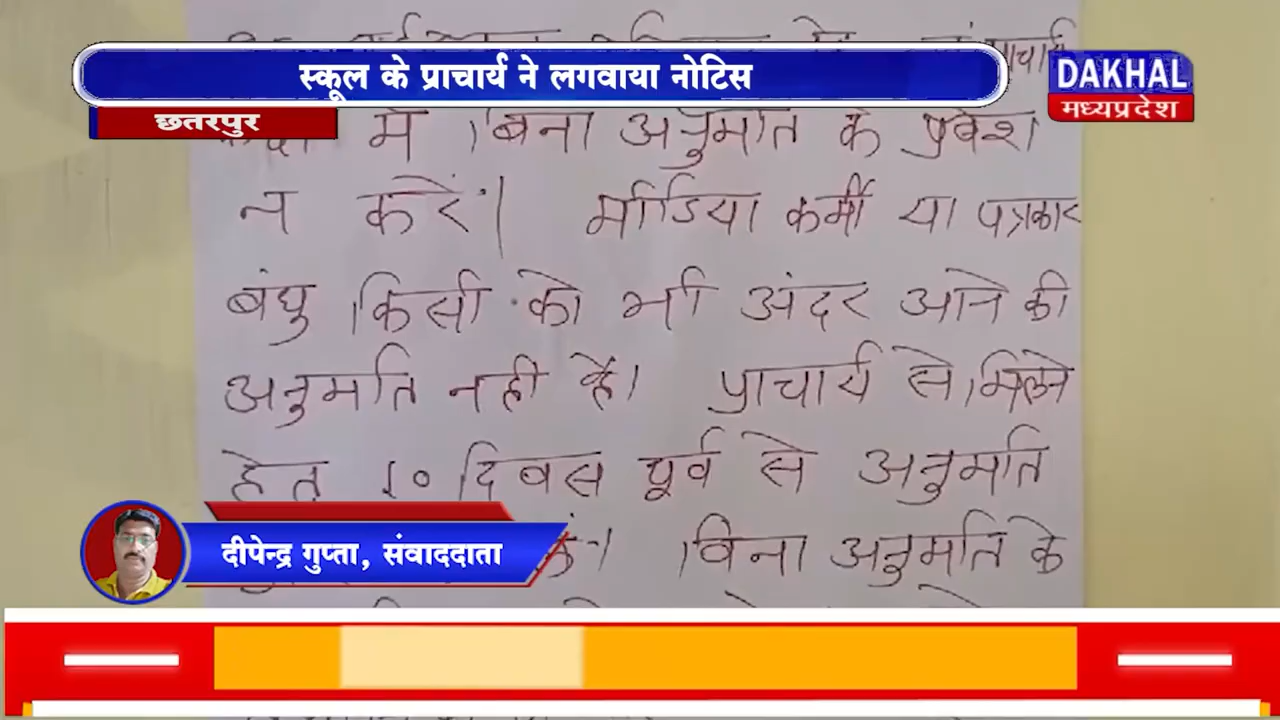 स्कूल के प्राचार्य ने लगवाया नोटिस
DAKHAL
मध्यप्रदेश
छतरपुर
प्राचार्य
में बिना अनुमति के प्रवेश
न करें। मीडिया कर्मी या पत्रकार
बंधु किसी को भी अंदर आने की
अनुमति नही है। प्राचार्य से मिलने
हेतु १० दिवस पूर्व से अनुमति
दीपेन्द्र गुप्ता, संवाददाता
बिना अनुमति के